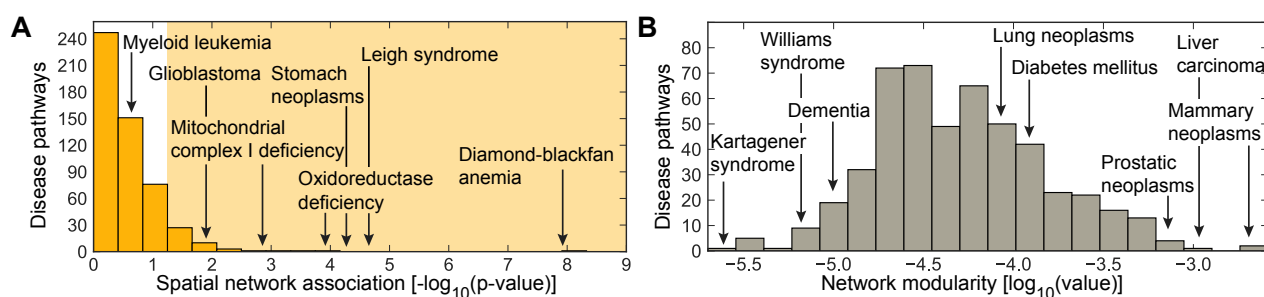 A
240
210
180
150
120
90
60
30
0
Disease pathways
Myeloid leukemia
Glioblastoma
Mitochondrial
complex I deficiency
Stomach
neoplasms
Leigh syndrome
Oxidoreductase
deficiency
Diamond-blackfan
anemia
0 1 2 3 4 5 6 7 8 9
Spatial network association [-log10(p-value)]
B
90
80
70
60
50
40
30
20
10
0
Disease pathways
Kartagener
syndrome
Williams
syndrome
Dementia
Lung neoplasms
Diabetes mellitus
Prostatic
neoplasms
Liver
carcinoma
Mammary
neoplasms
−5.5 −5.0 −4.5 −4.0 −3.5 −3.0
Network modularity [log10(value)]